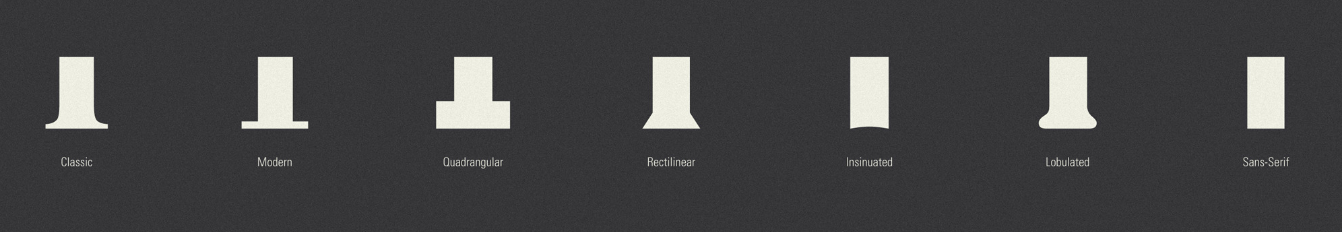 Classic Modern Quadrangular Rectilinear Insinuated Lobulated Sans-Serif